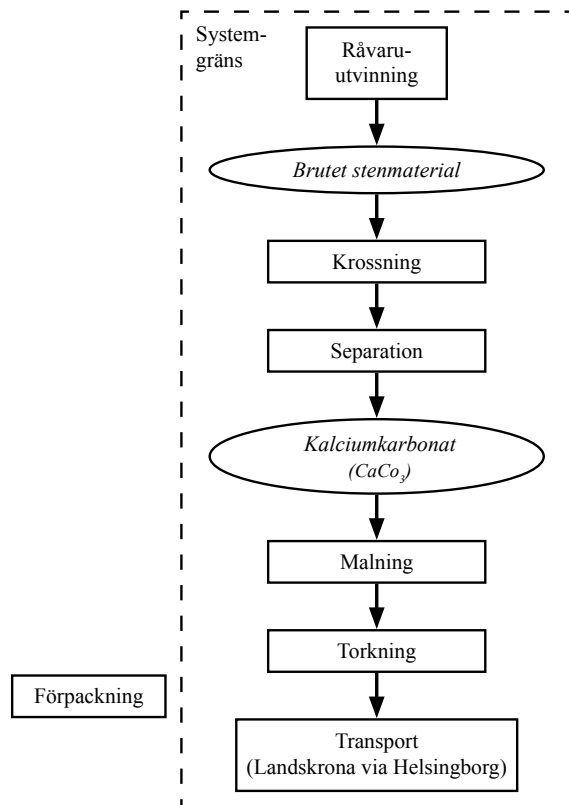 System-
gräns
Råvaru-
utvinning
Brutet stenmaterial
Krossning
Separation
Kalciumkarbonat
(CaCo₃)
Malning
Torkning
Förpackning
Transport
(Landskrona via Helsingborg)